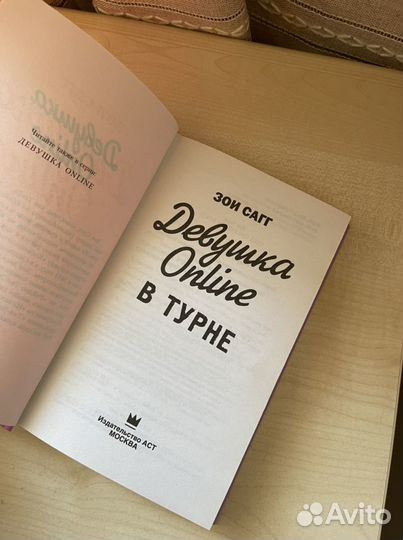 Читайте также в серии:
ДЕВУШКА ONLINE
ЗОИ САГГ
Девушка
Online
В ТУРНЕ
Издательство АСТ
МОСКВА
Avito